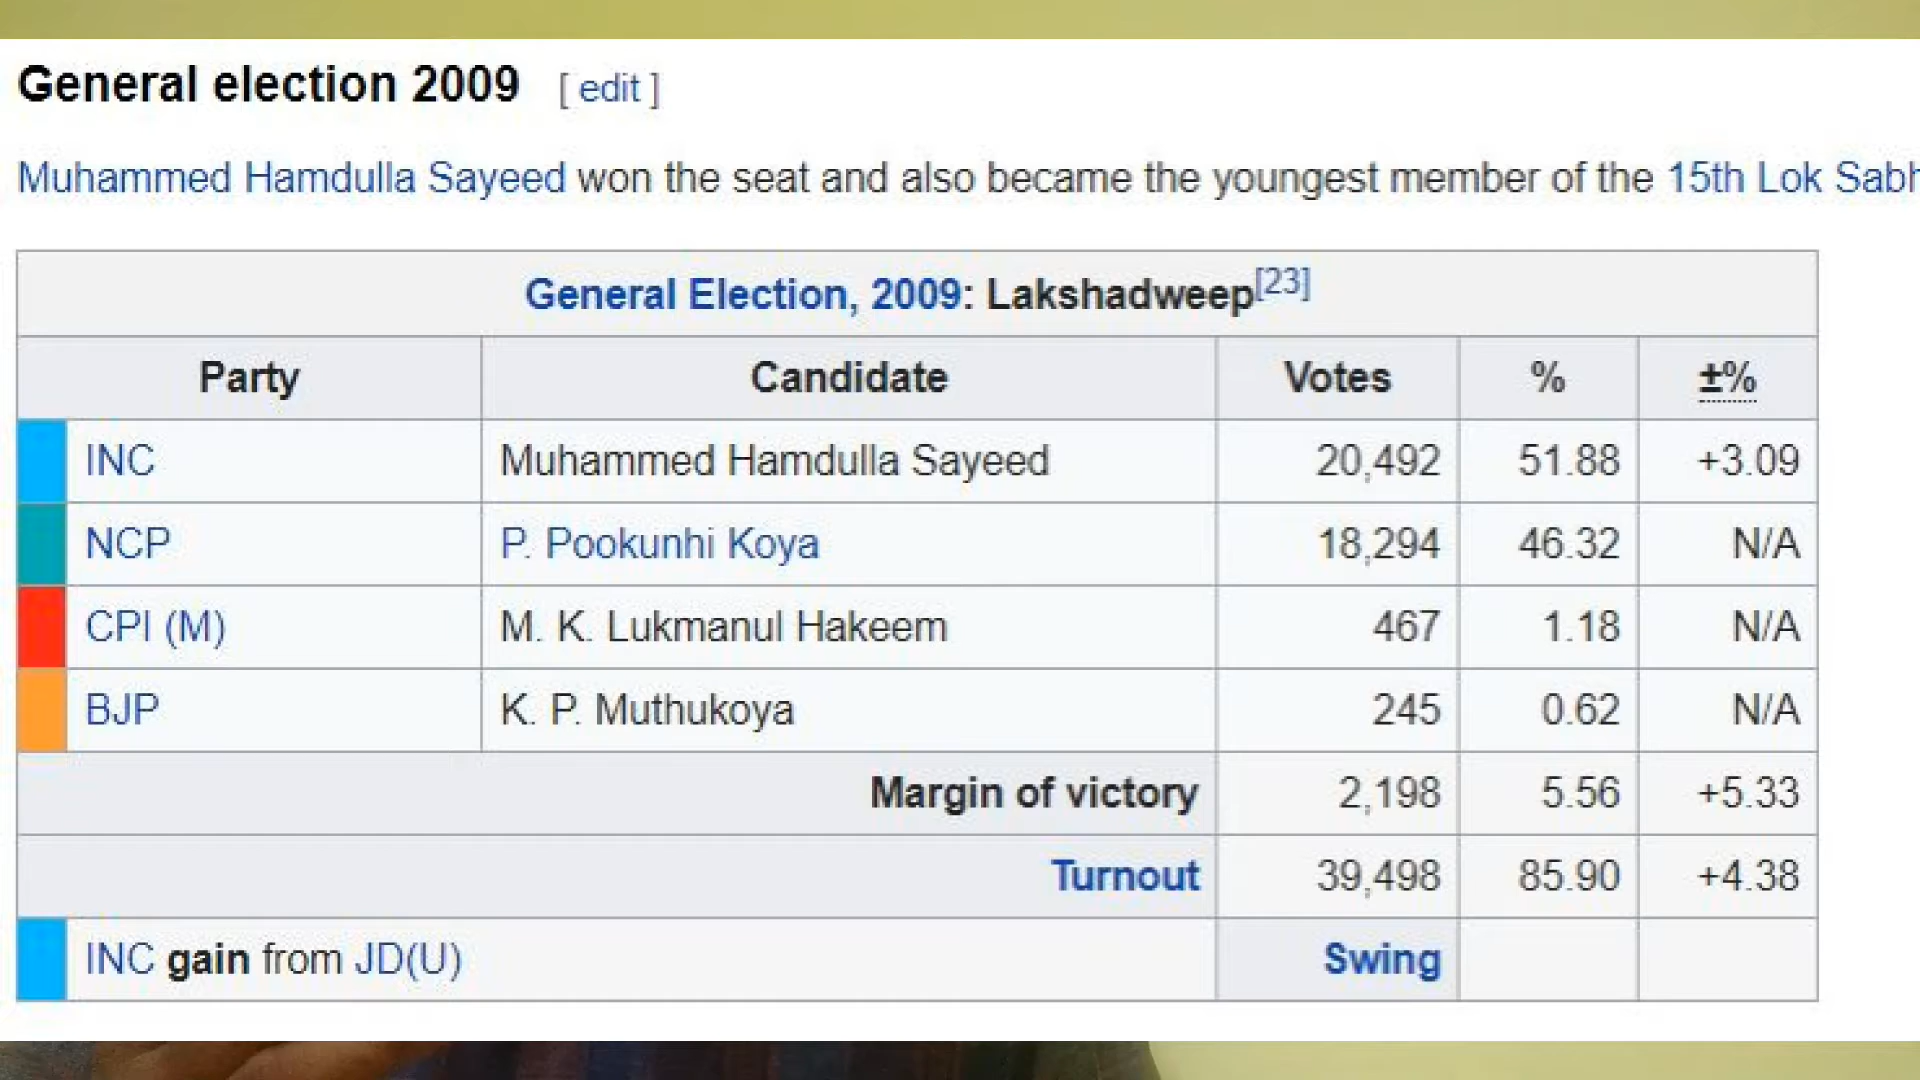 General election 2009 [ edit ]
Muhammed Hamdulla Sayeed won the seat and also became the youngest member of the 15th Lok
General Election, 2009: Lakshadweep[23]
Party Candidate Votes % ±%
INC Muhammed Hamdulla Sayeed 20,492 51.88 +3.09
NCP P. Pookunhi Koya 18,294 46.32 N/A
CPI (M) M. K. Lukmanul Hakeem 467 1.18 N/A
BJP K. P. Muthukoya 245 0.62 N/A
Margin of victory 2,198 5.56 +5.33
Turnout 39,498 85.90 +4.38
INC gain from JD(U) Swing